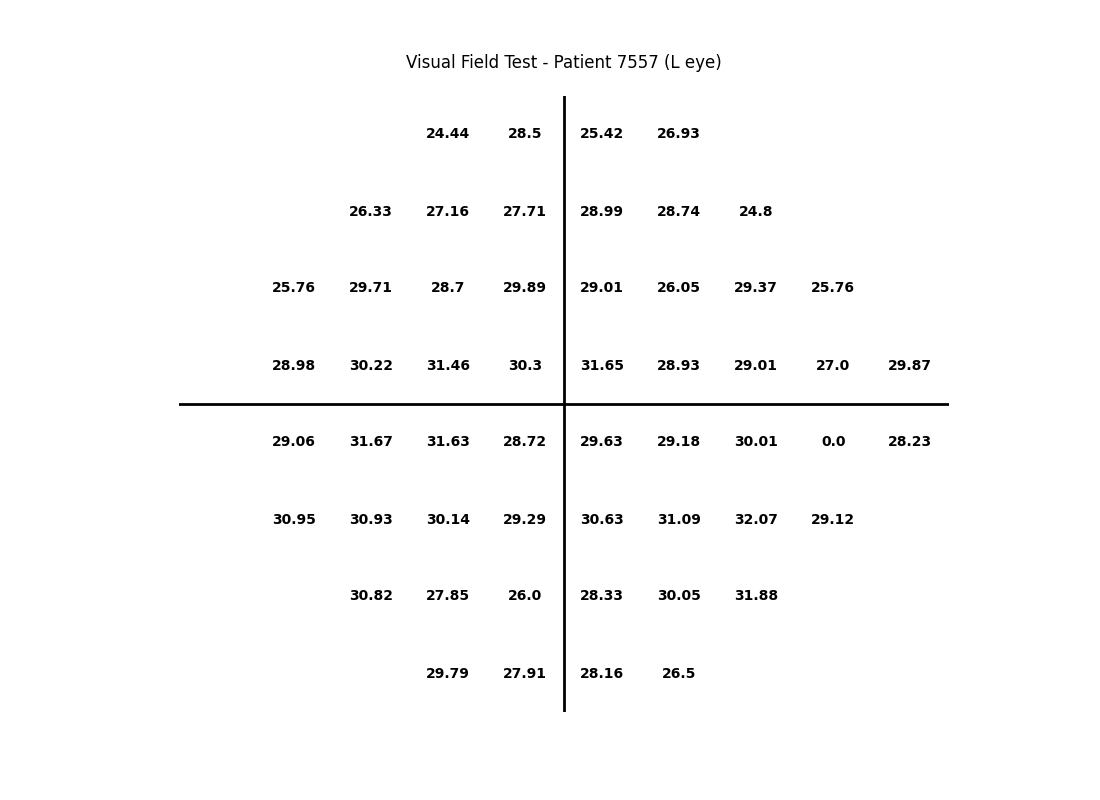 Visual Field Test - Patient 7557 (L eye)
24.44 28.5 25.42 26.93
26.33 27.16 27.71 28.99 28.74 24.8
25.76 29.71 28.7 29.89 29.01 26.05 29.37 25.76
28.98 30.22 31.46 30.3 31.65 28.93 29.01 27.0 29.87
29.06 31.67 31.63 28.72 29.63 29.18 30.01 0.0 28.23
30.95 30.93 30.14 29.29 30.63 31.09 32.07 29.12
30.82 27.85 26.0 28.33 30.05 31.88
29.79 27.91 28.16 26.5